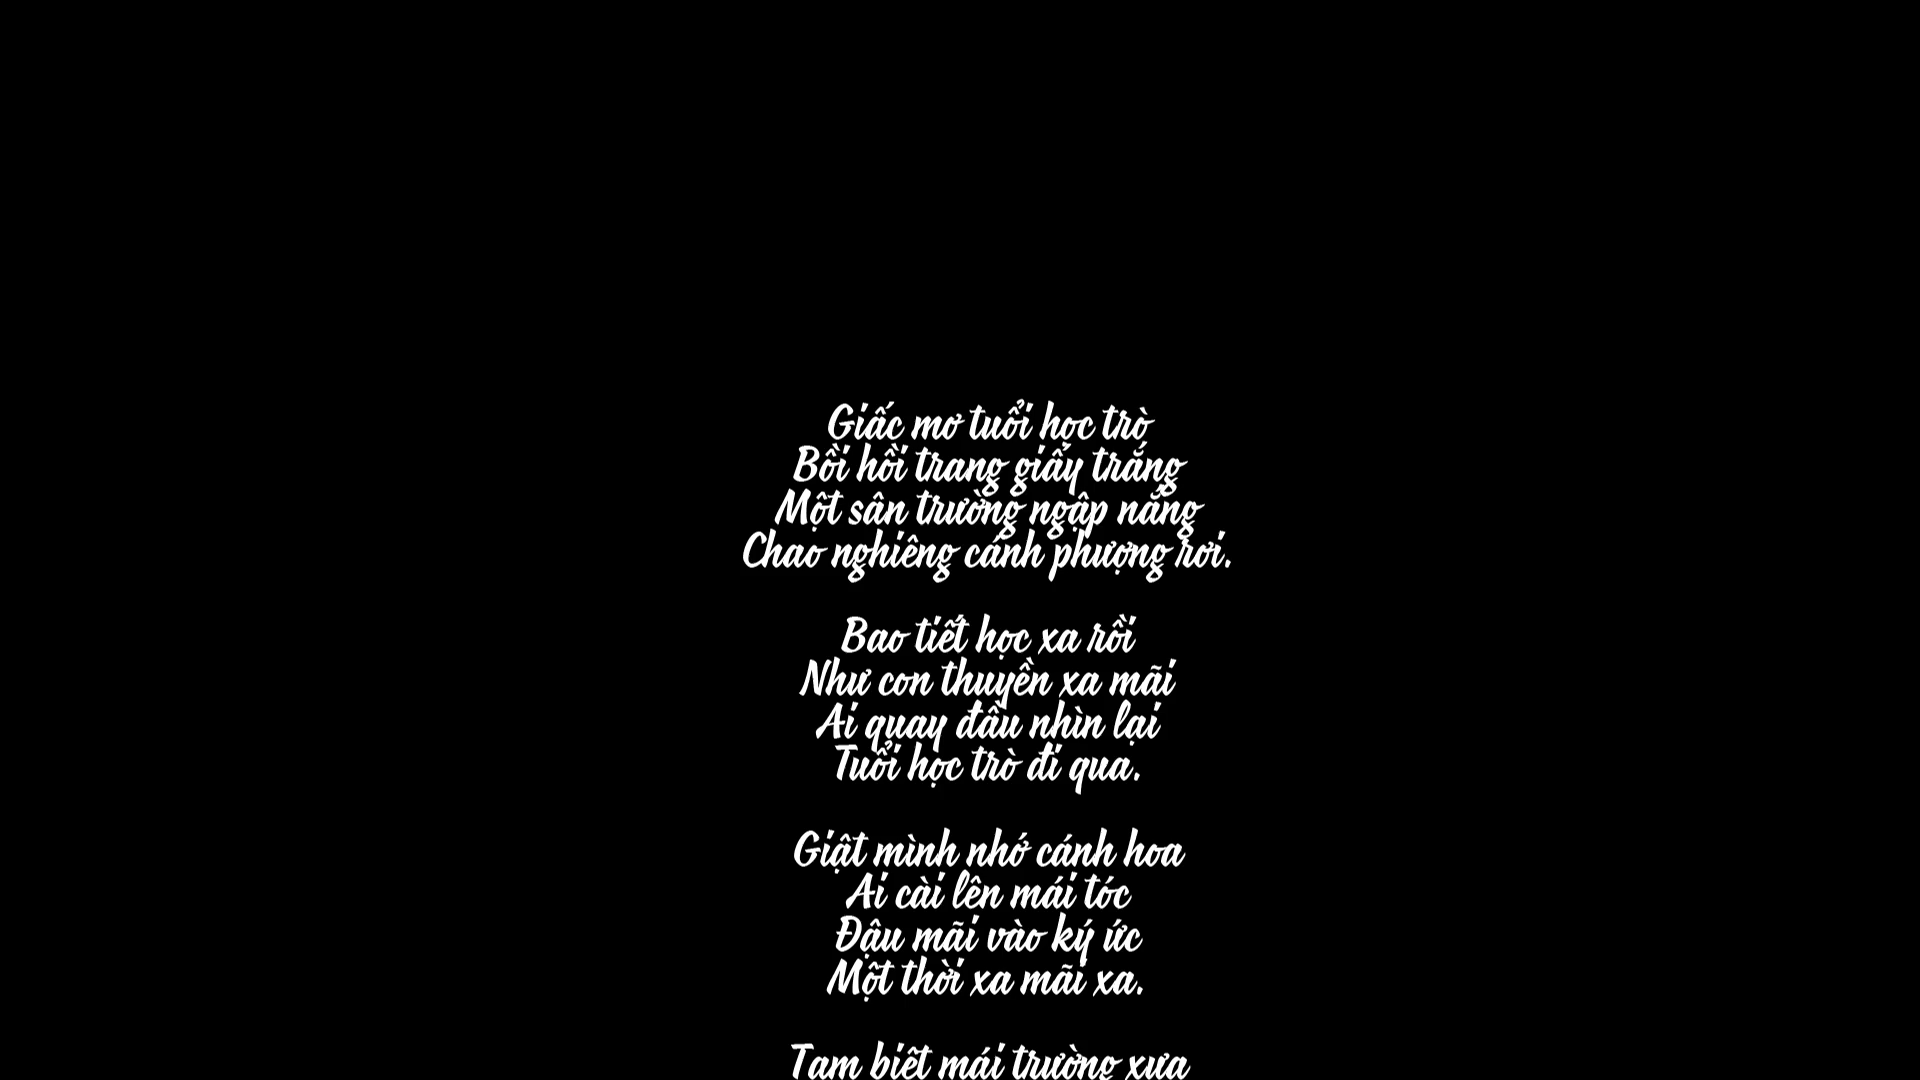 Giấc mơ tuổi học trò
Bồi hồi trang giấy trắng
Một sân trường ngập nắng
Chao nghiêng cánh phượng rơi.
Bao tiết học xa rồi
Như con thuyền xa mãi
Ai quay đầu nhìn lại
Tuổi học trò đi qua.
Giật mình nhớ cánh hoa
Ai cài lên mái tóc
Đậu mãi vào ký ức
Một thời xa mãi xa.
Tạm biệt mái trường xưa